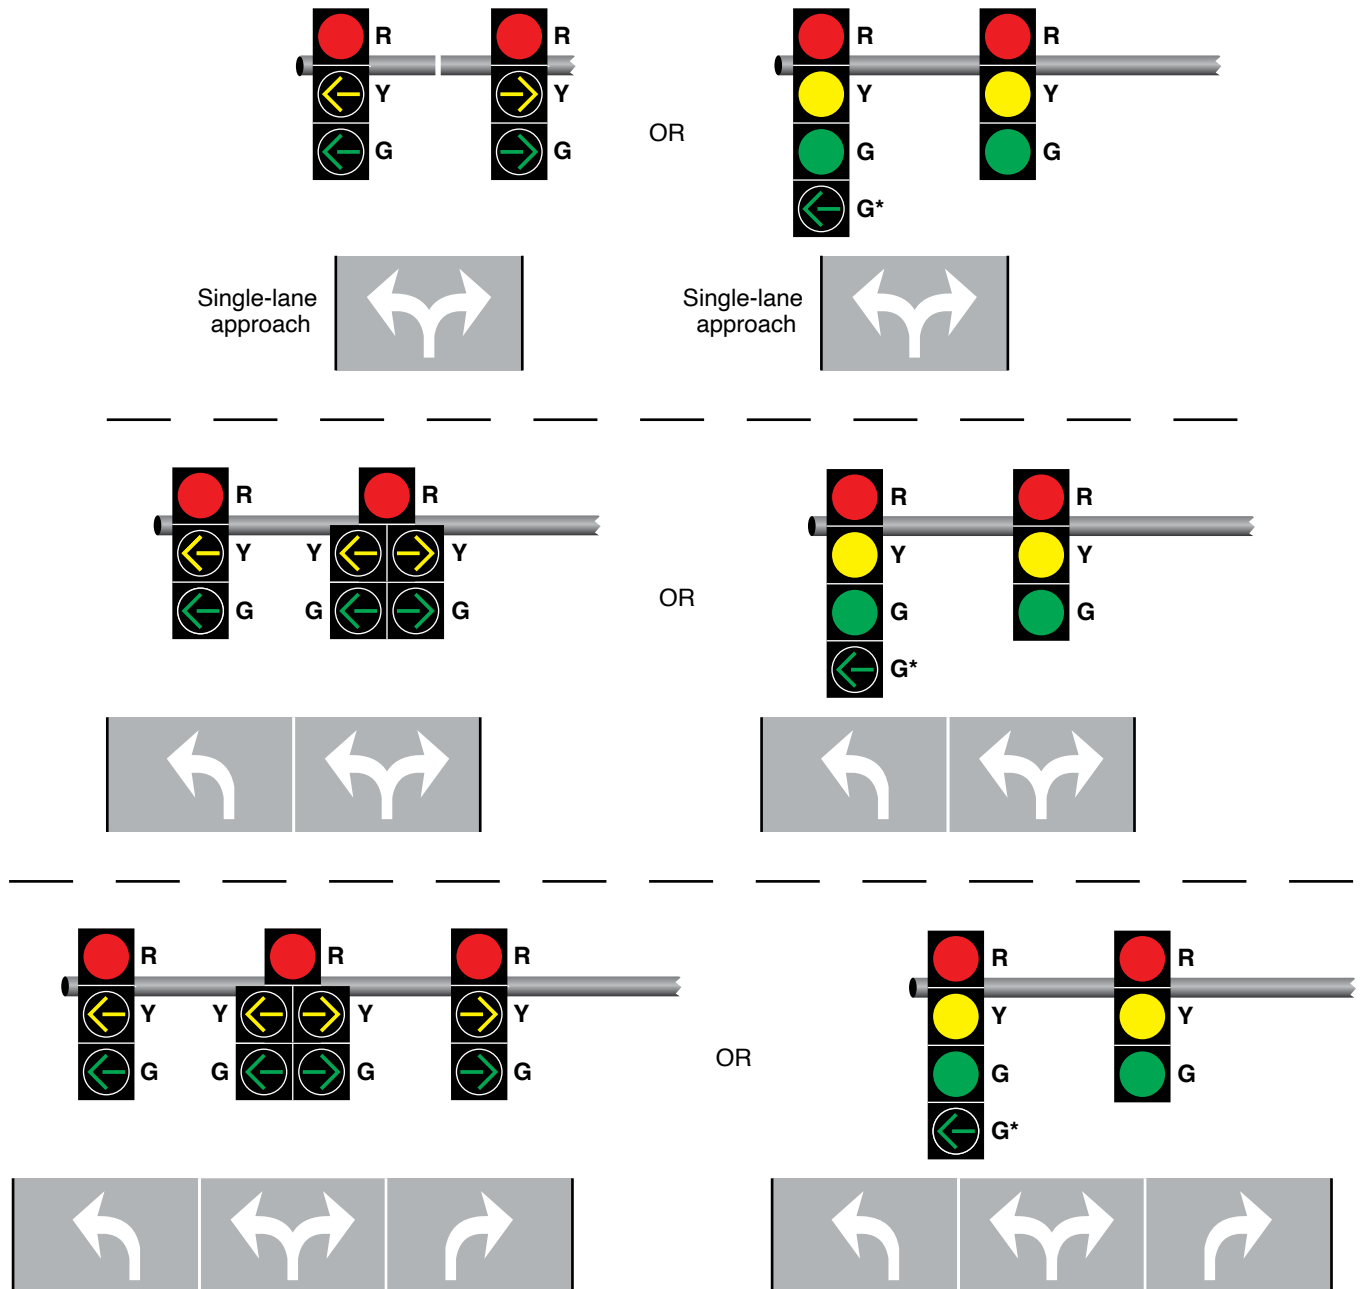 R R R R
Y Y Y Y
G G OR G G
G*
Single-lane
approach
Single-lane
approach
R R R R
Y Y Y Y Y
G G G OR G G
G*
R R R R R
Y Y Y Y Y Y
G G G G OR G G
G*